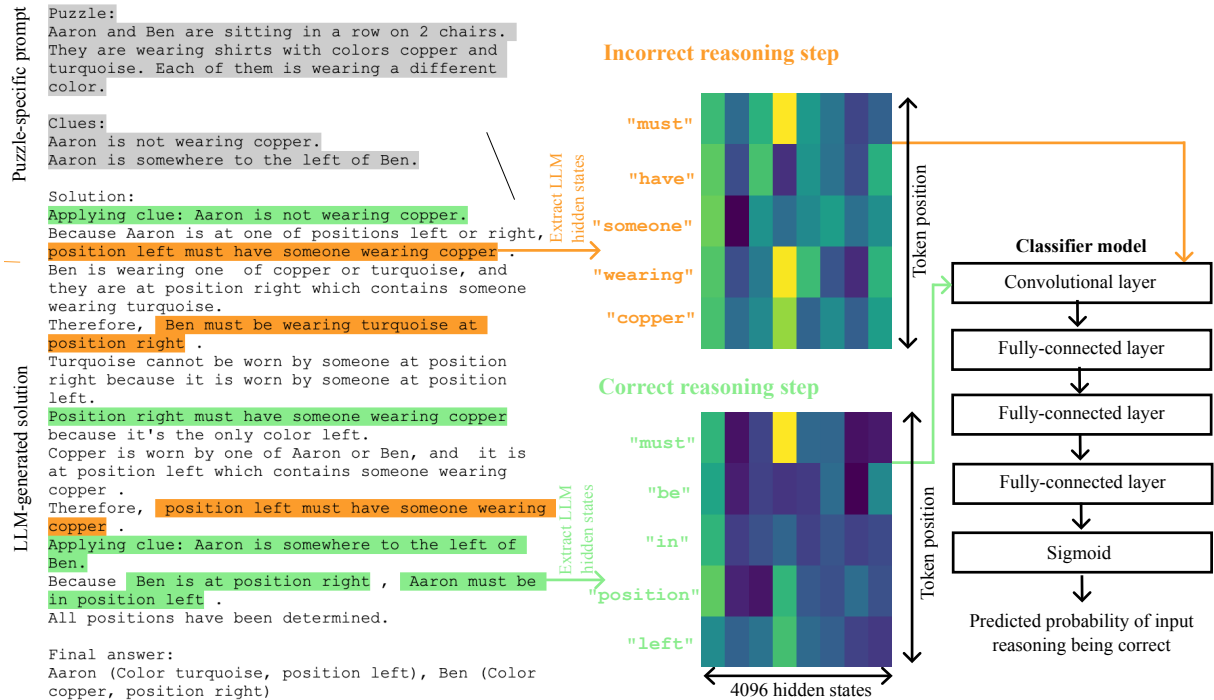 Puzzle-specific prompt
Puzzle:
Aaron and Ben are sitting in a row on 2 chairs.
They are wearing shirts with colors copper and
turquoise. Each of them is wearing a different
color.
Clues:
Aaron is not wearing copper.
Aaron is somewhere to the left of Ben.
LLM-generated solution
Solution:
Applying clue: Aaron is not wearing copper.
Because Aaron is at one of positions left or right,
position left must have someone wearing copper .
Ben is wearing one  of copper or turquoise, and
they are at position right which contains someone
wearing turquoise.
Therefore, Ben must be wearing turquoise at
position right .
Turquoise cannot be worn by someone at position
right because it is worn by someone at position
left.
Position right must have someone wearing copper
because it's the only color left.
Copper is worn by one of Aaron or Ben, and  it is
at position left which contains someone wearing
copper .
Therefore, position left must have someone wearing
copper .
Applying clue: Aaron is somewhere to the left of
Ben.
Because Ben is at position right , Aaron must be
in position left .
All positions have been determined.
Final answer:
Aaron (Color turquoise, position left), Ben (Color
copper, position right)
Extract LLM
hidden states
Extract LLM
hidden states
Incorrect reasoning step
"must"
"have"
"someone"
"wearing"
"copper"
Token position
Correct reasoning step
"must"
"be"
"in"
"position"
"left"
Token position
4096 hidden states
Classifier model
Convolutional layer
Fully-connected layer
Fully-connected layer
Fully-connected layer
Sigmoid
Predicted probability of input
reasoning being correct